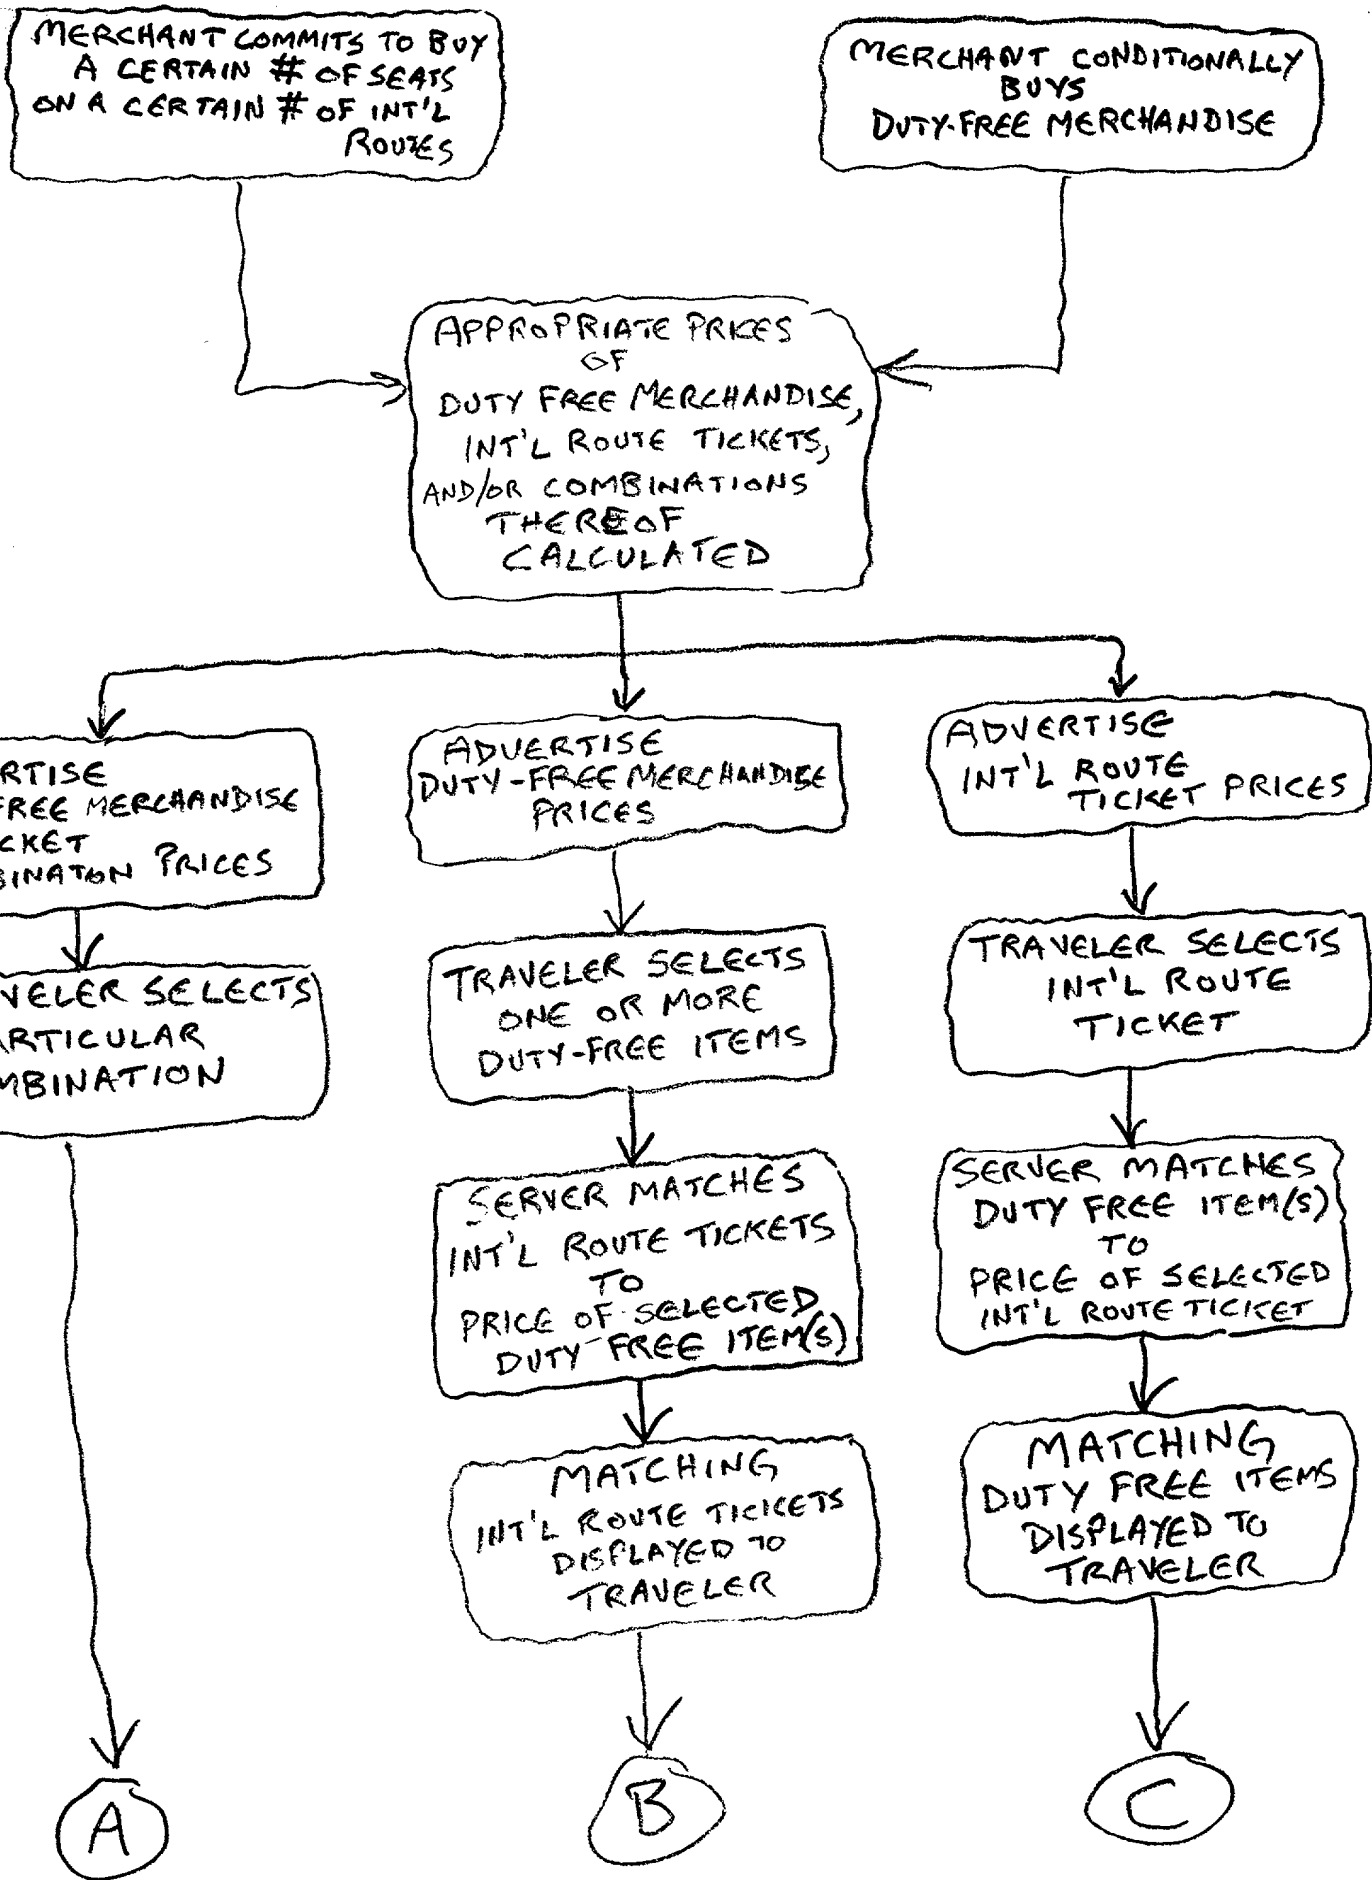 MERCHANT COMMITS TO BUY
A CERTAIN # OF SEATS
ON A CERTAIN # OF INT'L
ROUTES
MERCHANT CONDITIONALLY
BUYS
DUTY-FREE MERCHANDISE
APPROPRIATE PRICES
OF
DUTY FREE MERCHANDISE,
INT'L ROUTE TICKETS,
AND/OR COMBINATIONS
THEREOF
CALCULATED
RTISE
FREE MERCHANDISE
CKET
BINATON PRICES
ADVERTISE
DUTY-FREE MERCHANDISE
PRICES
ADVERTISE
INT'L ROUTE
TICKET PRICES
VELER SELECTS
ARTICULAR
MBINATION
TRAVELER SELECTS
ONE OR MORE
DUTY-FREE ITEMS
TRAVELER SELECTS
INT'L ROUTE
TICKET
SERVER MATCHES
INT'L ROUTE TICKETS
TO
PRICE OF SELECTED
DUTY FREE ITEM(S)
SERVER MATCHES
DUTY FREE ITEM(S)
TO
PRICE OF SELECTED
INT'L ROUTE TICKET
MATCHING
INT'L ROUTE TICKETS
DISPLAYED TO
TRAVELER
MATCHING
DUTY FREE ITEMS
DISPLAYED TO
TRAVELER
A
B
C